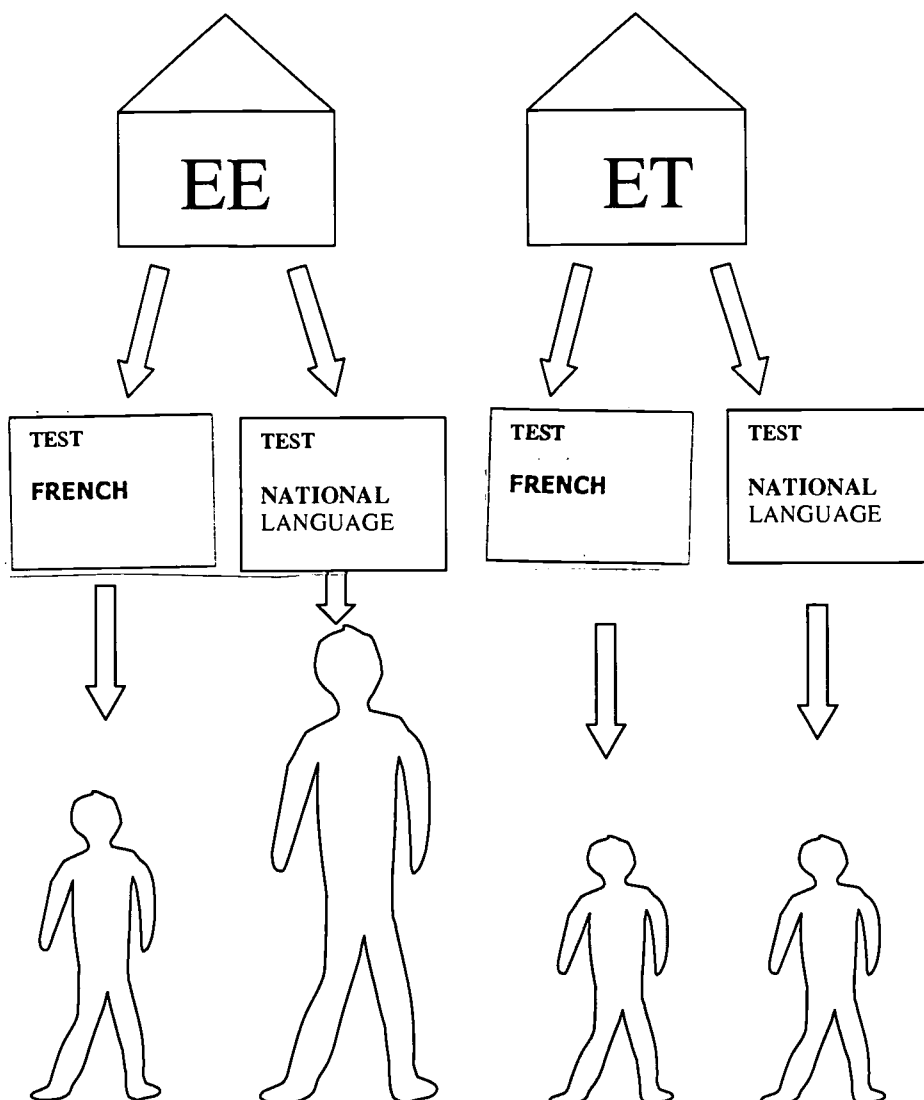 EE
ET
TEST
FRENCH
TEST
NATIONAL
LANGUAGE
TEST
FRENCH
TEST
NATIONAL
LANGUAGE